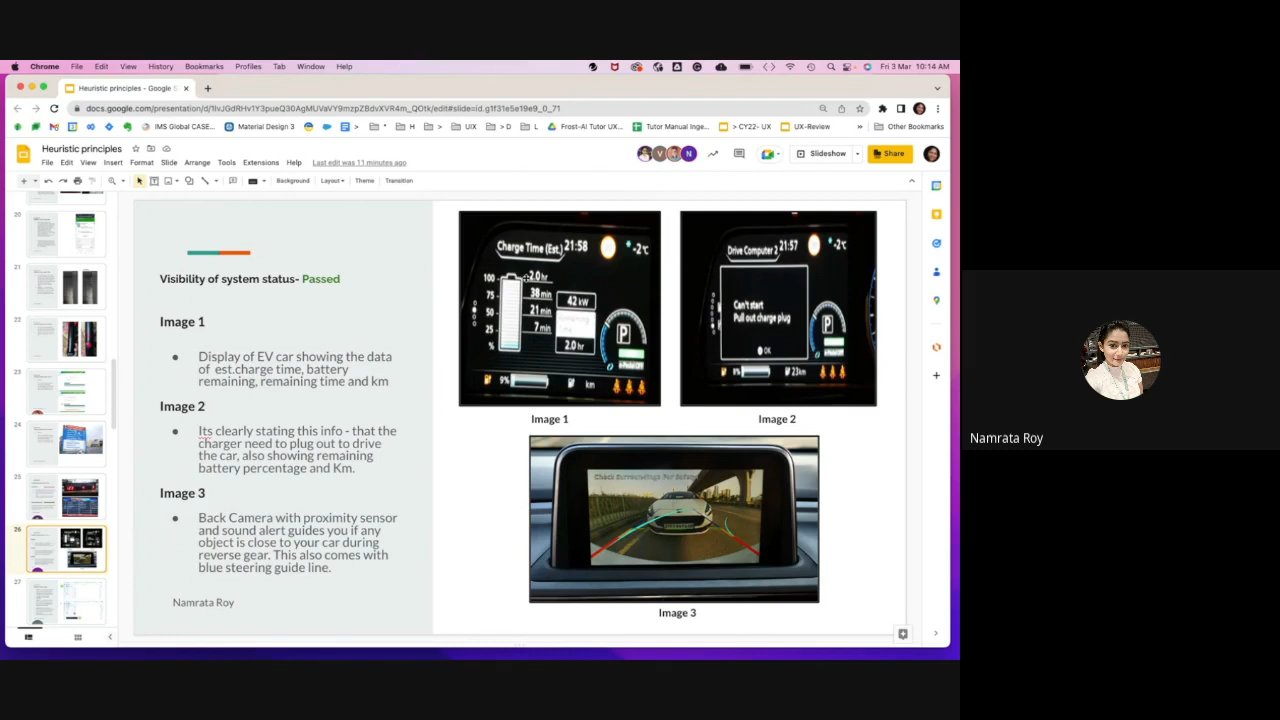 Chrome File Edit View History Bookmarks Profiles Tab Window Help Fri 3 Mar 10:14 AM
Heuristic principles - Google S
docs.google.com/presentation/d/1lvJGdRHv1Y3pueQ30AgMUVaVY9mzpZBdvXVR4m_QOtk/edit#slide=id.g1f31e5e19e9_0_71
IMS Global CASE... Material Design 3 > * H > UIX > D L Frost-AI Tutor UX... Tutor Manual Inge... > CY22- UX UX-Review » Other Bookmarks
Heuristic principles
File Edit View Insert Format Slide Arrange Tools Extensions Help Last edit was 11 minutes ago
V N Slideshow Share
Background Layout Theme Transition
20
21
22
23
24
25
26
27
Visibility of system status- Passed
Image 1
● Display of EV car showing the data
of est.charge time, battery
remaining, remaining time and km
Image 2
● Its clearly stating this info - that the
charger need to plug out to drive
the car, also showing remaining
battery percentage and Km.
Image 3
● Back Camera with proximity sensor
and sound alert guides you if any
object is close to your car during
reverse gear. This also comes with
blue steering guide line.
Namrata Roy
Charge Time (Est.) 21:58 -2°C
100 2.0 hr
75 38 min 42 kW
50 21 min
25 7 min 2.0 hr
%
P
9% km
Image 1
Drive Computer 2 21:57 -2°C
Can't start
Pull out charge plug
OK
P
8% 23km
Image 2
Check Surroundings For Safety
Image 3
Namrata Roy